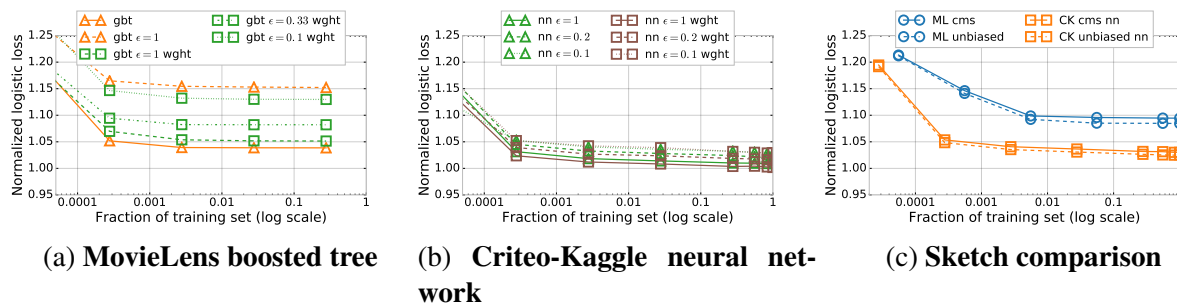 gbt
gbt ϵ=1
gbt ϵ=1 wght
gbt ϵ=0.33 wght
gbt ϵ=0.1 wght
Normalized logistic loss
1.25
1.20
1.15
1.10
1.05
1.00
0.95
0.0001 0.001 0.01 0.1 1
Fraction of training set (log scale)
(a) MovieLens boosted tree
nn ϵ=1
nn ϵ=0.2
nn ϵ=0.1
nn ϵ=1 wght
nn ϵ=0.2 wght
nn ϵ=0.1 wght
Normalized logistic loss
1.25
1.20
1.15
1.10
1.05
1.00
0.95
0.0001 0.001 0.01 0.1 1
Fraction of training set (log scale)
(b) Criteo-Kaggle neural net-
work
ML cms
ML unbiased
CK cms nn
CK unbiased nn
Normalized logistic loss
1.25
1.20
1.15
1.10
1.05
1.00
0.95
0.0001 0.001 0.01 0.1 1
Fraction of training set (log scale)
(c) Sketch comparison